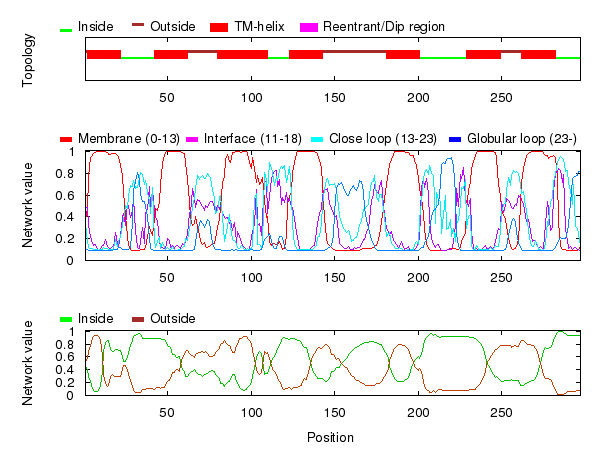 Inside Outside TM-helix Reentrant/Dip region
Topology
50 100 150 200 250
Membrane (0-13) Interface (11-18) Close loop (13-23) Globular loop (23-)
Network value
1
0.8
0.6
0.4
0.2
0
50 100 150 200 250
Inside Outside
Network value
1
0.8
0.6
0.4
0.2
0
50 100 150 200 250
Position